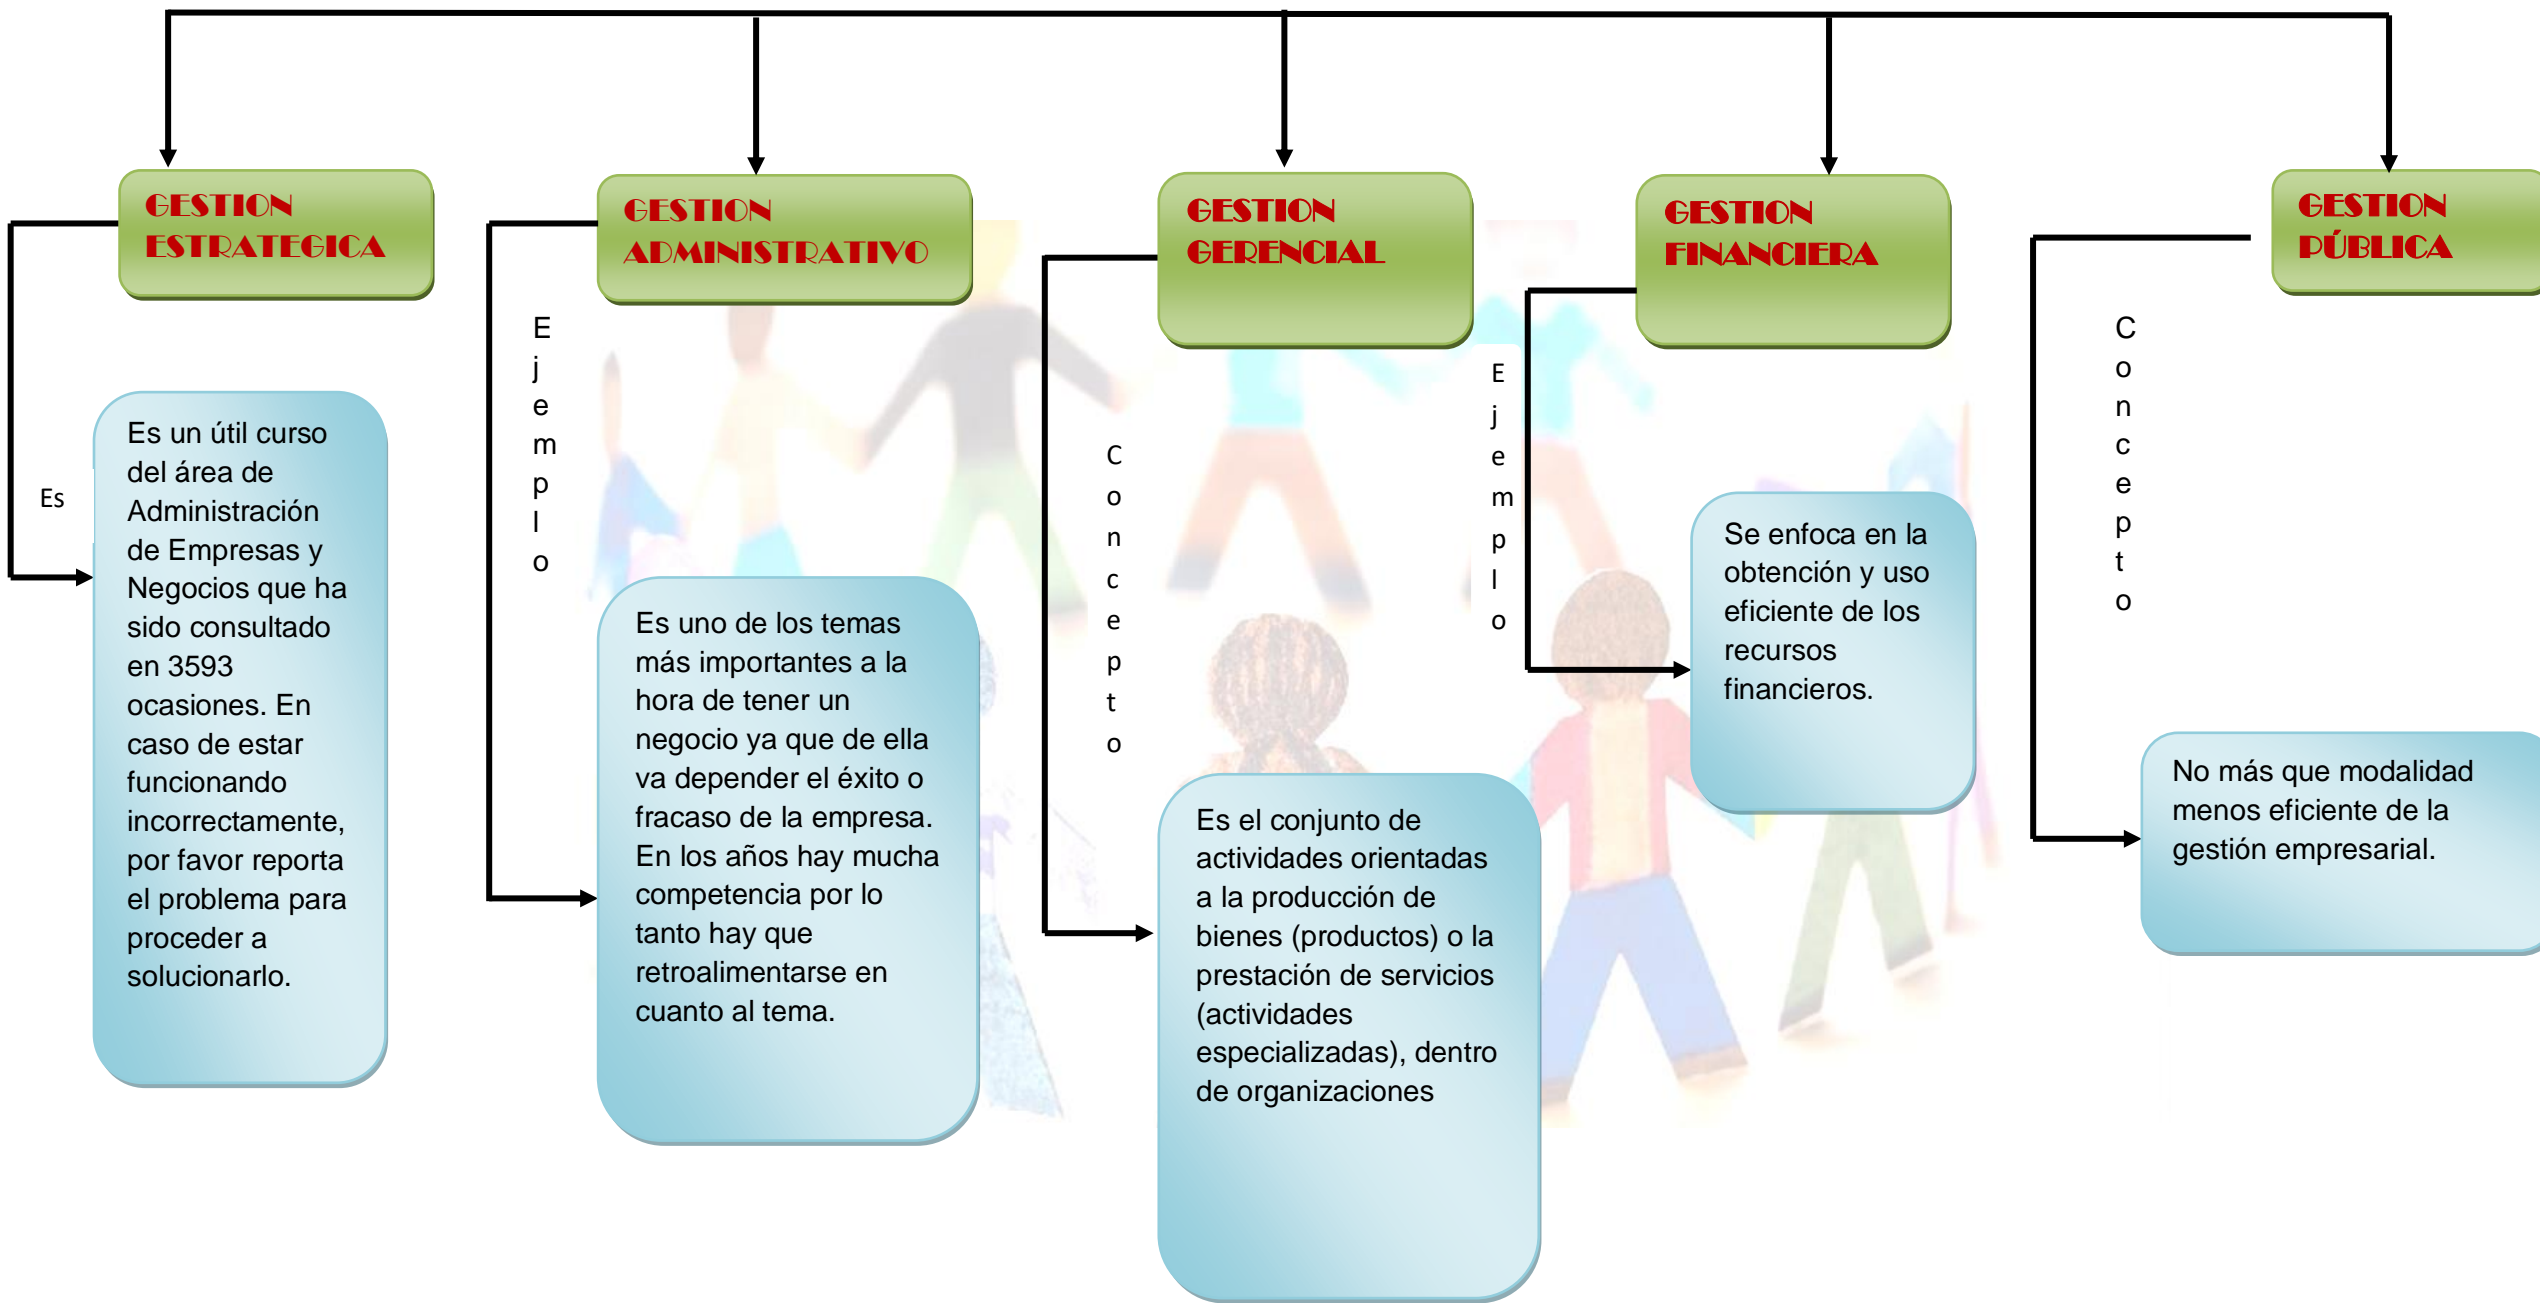 GESTION
ESTRATEGICA
Es
Es un útil curso
del área de
Administración
de Empresas y
Negocios que ha
sido consultado
en 3593
ocasiones. En
caso de estar
funcionando
incorrectamente,
por favor reporta
el problema para
proceder a
solucionarlo.
GESTION
ADMINISTRATIVO
Ejemplo
Es uno de los temas
más importantes a la
hora de tener un
negocio ya que de ella
va depender el éxito o
fracaso de la empresa.
En los años hay mucha
competencia por lo
tanto hay que
retroalimentarse en
cuanto al tema.
GESTION
GERENCIAL
Concepto
Es el conjunto de
actividades orientadas
a la producción de
bienes (productos) o la
prestación de servicios
(actividades
especializadas), dentro
de organizaciones
GESTION
FINANCIERA
Ejemplo
Se enfoca en la
obtención y uso
eficiente de los
recursos
financieros.
GESTION
PÚBLICA
Concepto
No más que modalidad
menos eficiente de la
gestión empresarial.